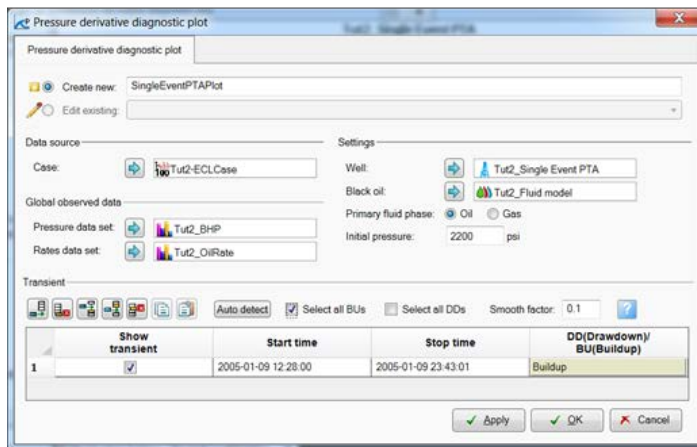 Pressure derivative diagnostic plot
Tut2_Single Event PTA
Pressure derivative diagnostic plot
Create new: SingleEventPTAPlot
Edit existing:
Data source
Settings
Case: Tut2-ECLCase
Well: Tut2_Single Event PTA
Black oil: Tut2_Fluid model
Global observed data
Primary fluid phase: Oil Gas
Pressure data set: Tut2_BHP
Initial pressure: 2200 psi
Rates data set: Tut2_OilRate
Transient
Auto detect Select all BUs Select all DDs Smooth factor: 0.1 ?
Show transient Start time Stop time DD(Drawdown)/ BU(Buildup)
1 2005-01-09 12:28:00 2005-01-09 23:43:01 Buildup
Apply OK Cancel